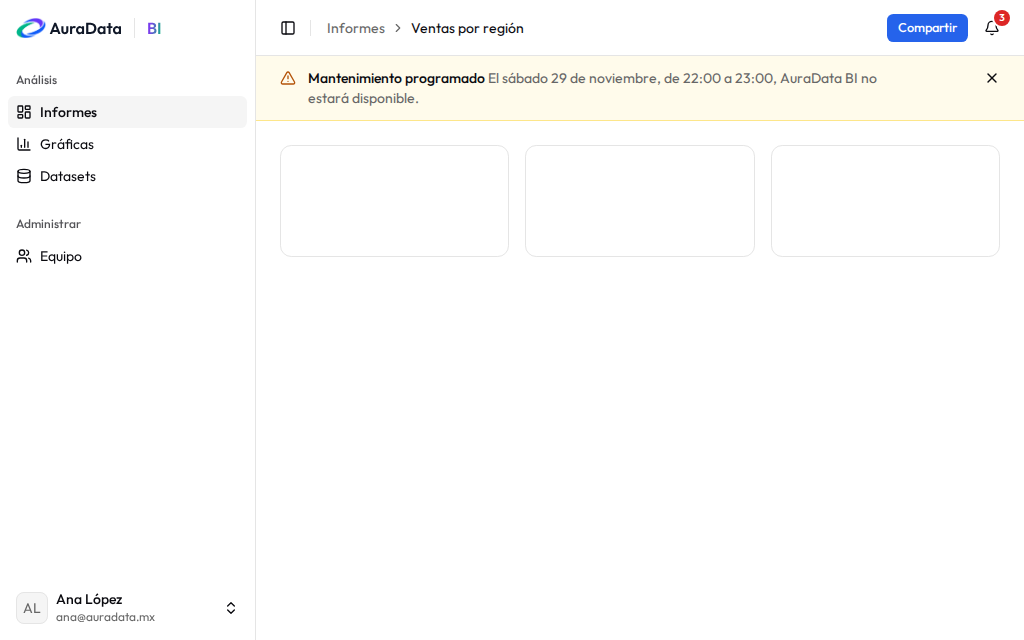 AuraData BI
Análisis
Informes
Gráficas
Datasets
Administrar
Equipo
AL
Ana López
ana@auradata.mx
Informes Ventas por región
Compartir
3
Mantenimiento programado El sábado 29 de noviembre, de 22:00 a 23:00, AuraData BI no
estará disponible.